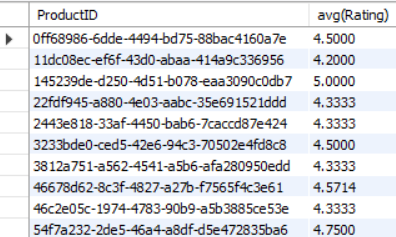 ProductID avg(Rating)
0ff68986-6dde-4494-bd75-88bac4160a7e 4.5000
11dc08ec-ef6f-43d0-abaa-414a9c336956 4.2000
145239de-d250-4d51-b078-eaa3090c0db7 5.0000
22fdf945-a880-4e03-aabc-35e691521ddd 4.3333
2443e818-33af-4450-bab6-7caccd87e424 4.3333
3233bde0-ced5-42e6-94c3-70502e4fd8c8 4.5000
3812a751-a562-4541-a5b6-afa280950edd 4.3333
46678d62-8c3f-4827-a27b-f7565f4c3e61 4.5714
46c2e05c-1974-4783-90b9-a5b3885ce53e 4.3333
54f7a232-2de5-46a4-a8df-d5e472835ba6 4.7500